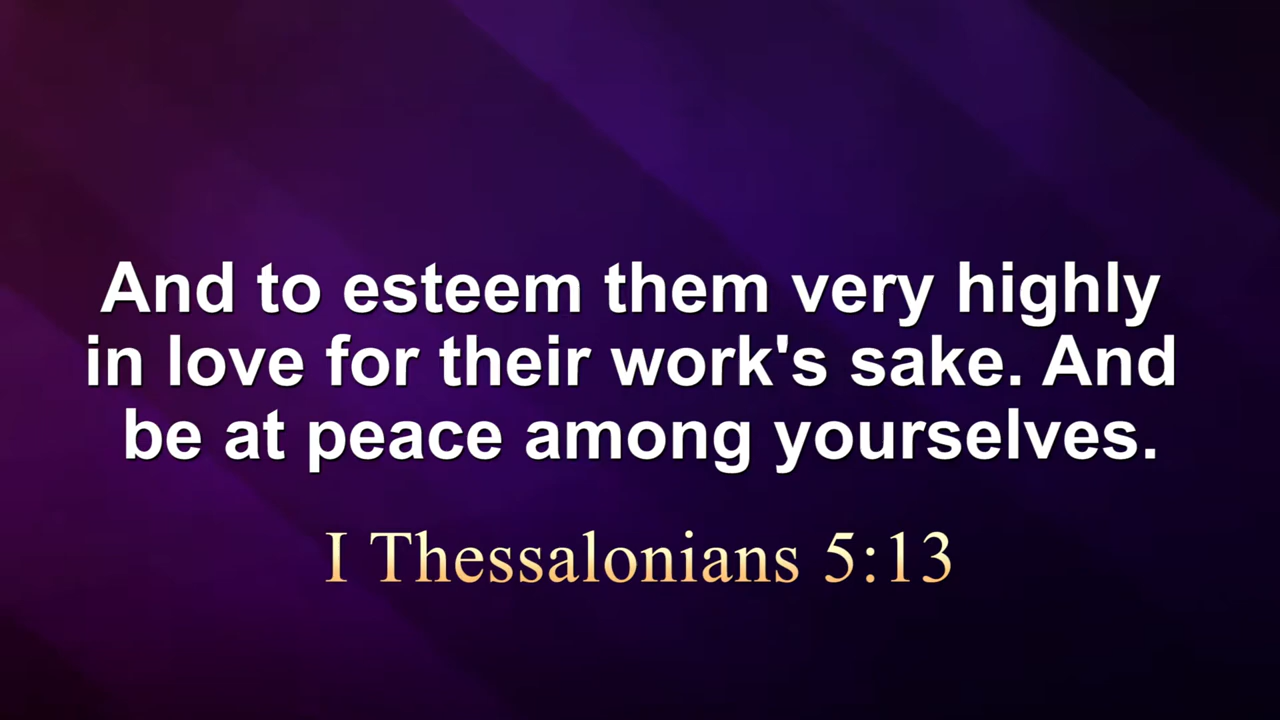 And to esteem them very highly
in love for their work's sake. And
be at peace among yourselves.
I Thessalonians 5:13